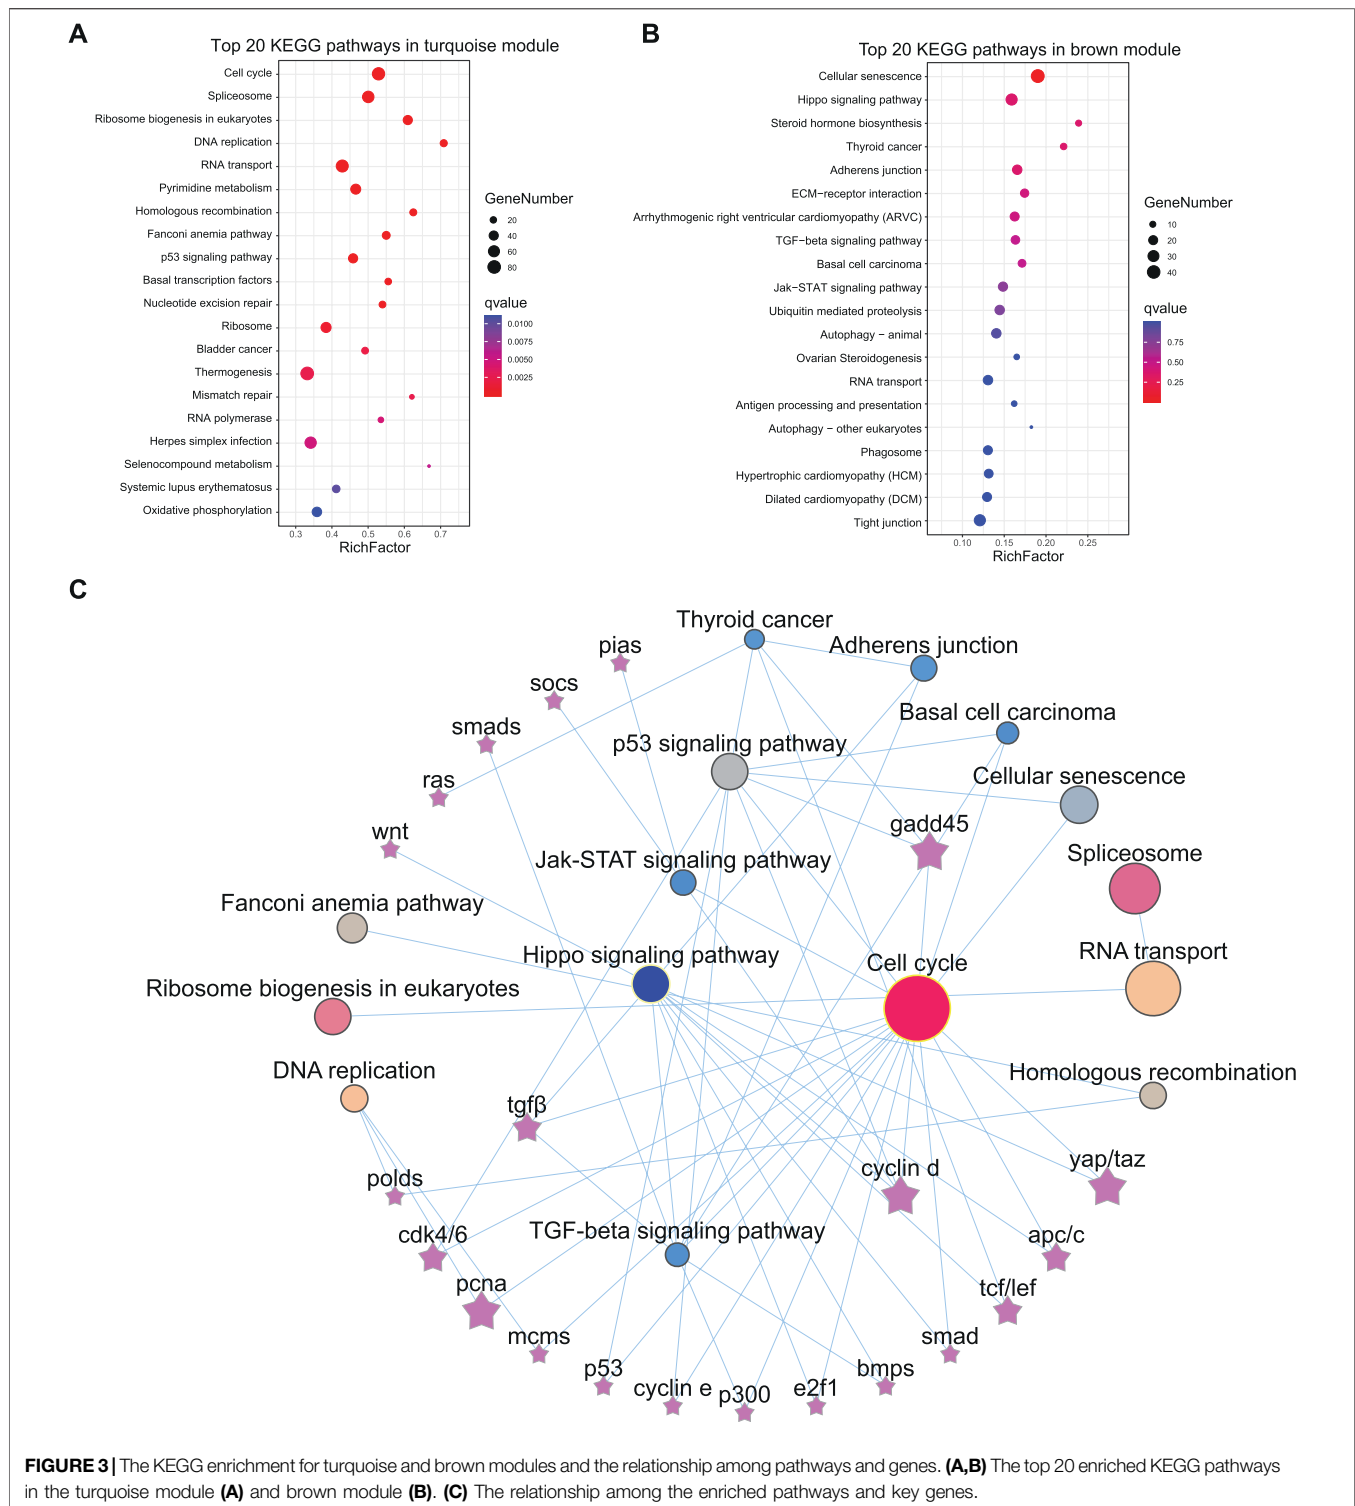 A
Top 20 KEGG pathways in turquoise module
Cell cycle
Spliceosome
Ribosome biogenesis in eukaryotes
DNA replication
RNA transport
Pyrimidine metabolism
Homologous recombination
Fanconi anemia pathway
p53 signaling pathway
Basal transcription factors
Nucleotide excision repair
Ribosome
Bladder cancer
Thermogenesis
Mismatch repair
RNA polymerase
Herpes simplex infection
Selenocompound metabolism
Systemic lupus erythematosus
Oxidative phosphorylation
0.3 0.4 0.5 0.6 0.7
RichFactor
GeneNumber
20
40
60
80
qvalue
0.0100
0.0075
0.0050
0.0025
B
Top 20 KEGG pathways in brown module
Cellular senescence
Hippo signaling pathway
Steroid hormone biosynthesis
Thyroid cancer
Adherens junction
ECM−receptor interaction
Arrhythmogenic right ventricular cardiomyopathy (ARVC)
TGF−beta signaling pathway
Basal cell carcinoma
Jak−STAT signaling pathway
Ubiquitin mediated proteolysis
Autophagy − animal
Ovarian Steroidogenesis
RNA transport
Antigen processing and presentation
Autophagy − other eukaryotes
Phagosome
Hypertrophic cardiomyopathy (HCM)
Dilated cardiomyopathy (DCM)
Tight junction
0.10 0.15 0.20 0.25
RichFactor
GeneNumber
10
20
30
40
qvalue
0.75
0.50
0.25
C
Thyroid cancer
Adherens junction
pias
socs
Basal cell carcinoma
smads
p53 signaling pathway
Cellular senescence
ras
gadd45
wnt
Jak-STAT signaling pathway
Spliceosome
Fanconi anemia pathway
Hippo signaling pathway
Cell cycle
RNA transport
Ribosome biogenesis in eukaryotes
DNA replication
Homologous recombination
tgfβ
cyclin d
yap/taz
polds
cdk4/6
TGF-beta signaling pathway
apc/c
pcna
tcf/lef
mcms
smad
p53
bmps
cyclin e
p300
e2f1
FIGURE 3 | The KEGG enrichment for turquoise and brown modules and the relationship among pathways and genes. (A,B) The top 20 enriched KEGG pathways
in the turquoise module (A) and brown module (B). (C) The relationship among the enriched pathways and key genes.